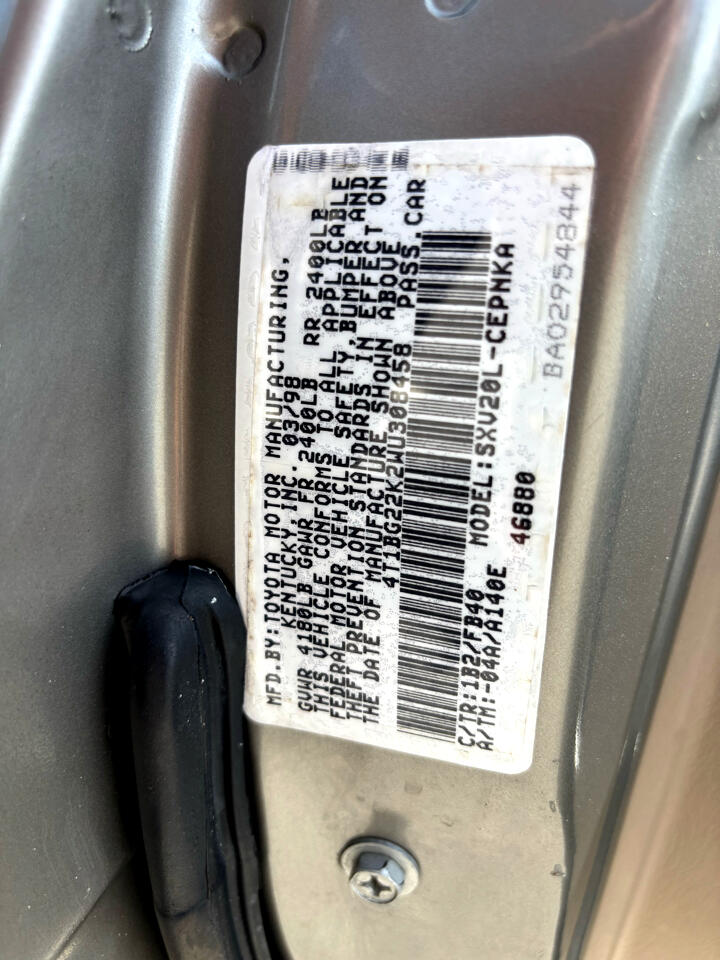 MFD.BY:TOYOTA MOTOR MANUFACTURING,
KENTUCKY,INC. 03/98
GVWR 4180LB GAWR FR 2400LB RR 2400LB
THIS VEHICLE CONFORMS TO ALL APPLICABLE
FEDERAL MOTOR VEHICLE SAFETY,BUMPER AND
THEFT PREVENTION STANDARDS IN EFFECT ON
THE DATE OF MANUFACTURE SHOWN ABOVE
4T1BG22K2WU308458 PASS.CAR
C/TR:1B2/FB40 MODEL:SXV20L-CEPNKA
A/TM:-04A/A140E 46880
BA02954844